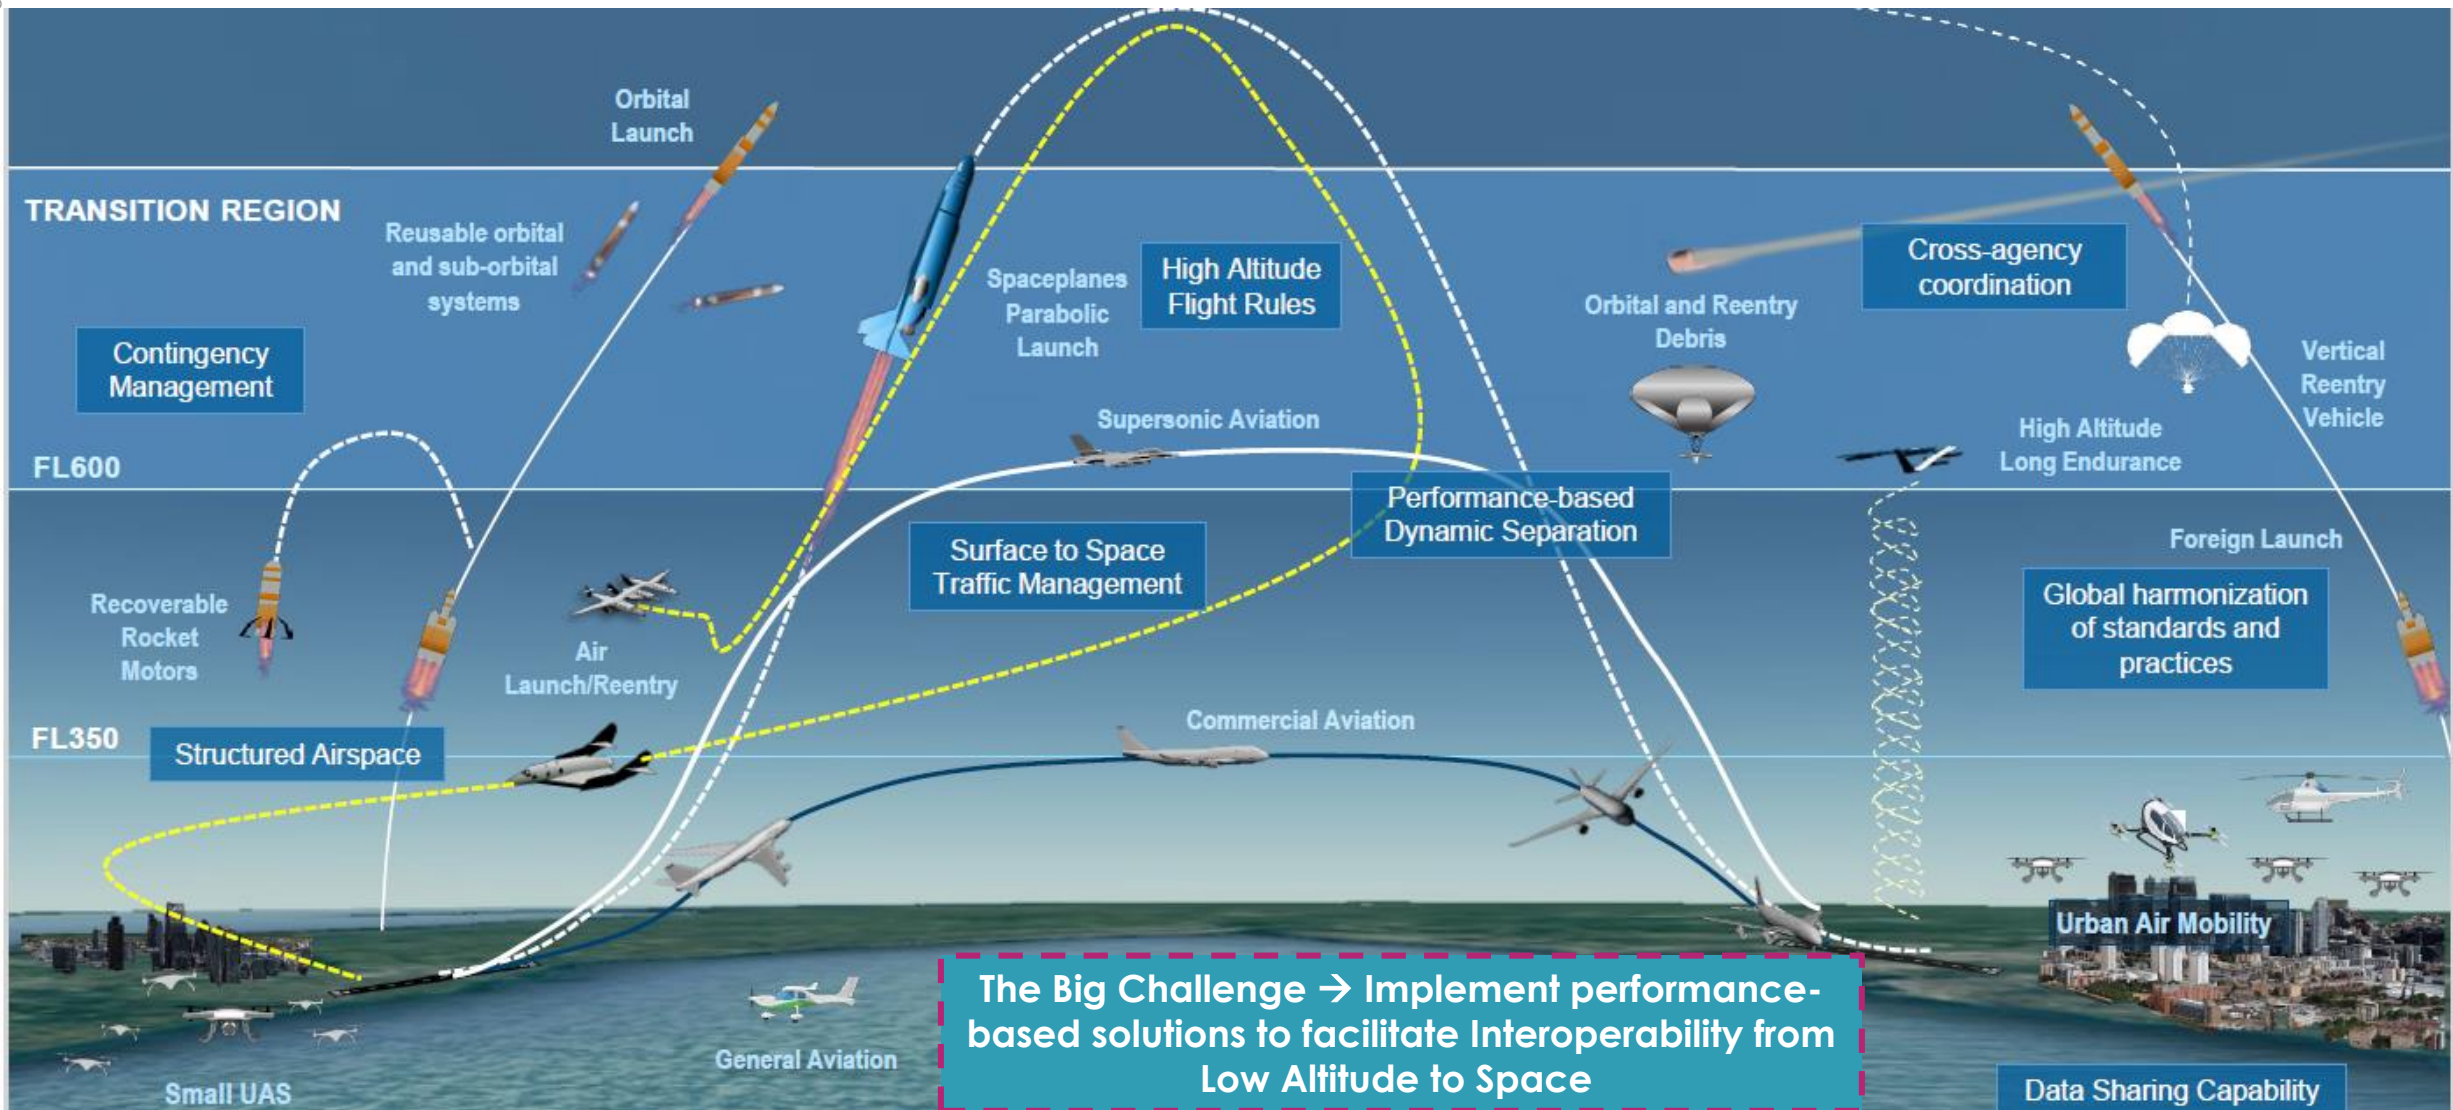 Orbital
Launch
TRANSITION REGION
Reusable orbital
and sub-orbital
systems
Spaceplanes
Parabolic
Launch
High Altitude
Flight Rules
Cross-agency
coordination
Orbital and Reentry
Debris
Contingency
Management
Vertical
Reentry
Vehicle
Supersonic Aviation
High Altitude
Long Endurance
FL600
Performance-based
Dynamic Separation
Surface to Space
Traffic Management
Foreign Launch
Global harmonization
of standards and
practices
Recoverable
Rocket
Motors
Air
Launch/Reentry
FL350
Structured Airspace
Commercial Aviation
Urban Air Mobility
The Big Challenge → Implement performance-
based solutions to facilitate Interoperability from
Low Altitude to Space
General Aviation
Small UAS
Data Sharing Capability